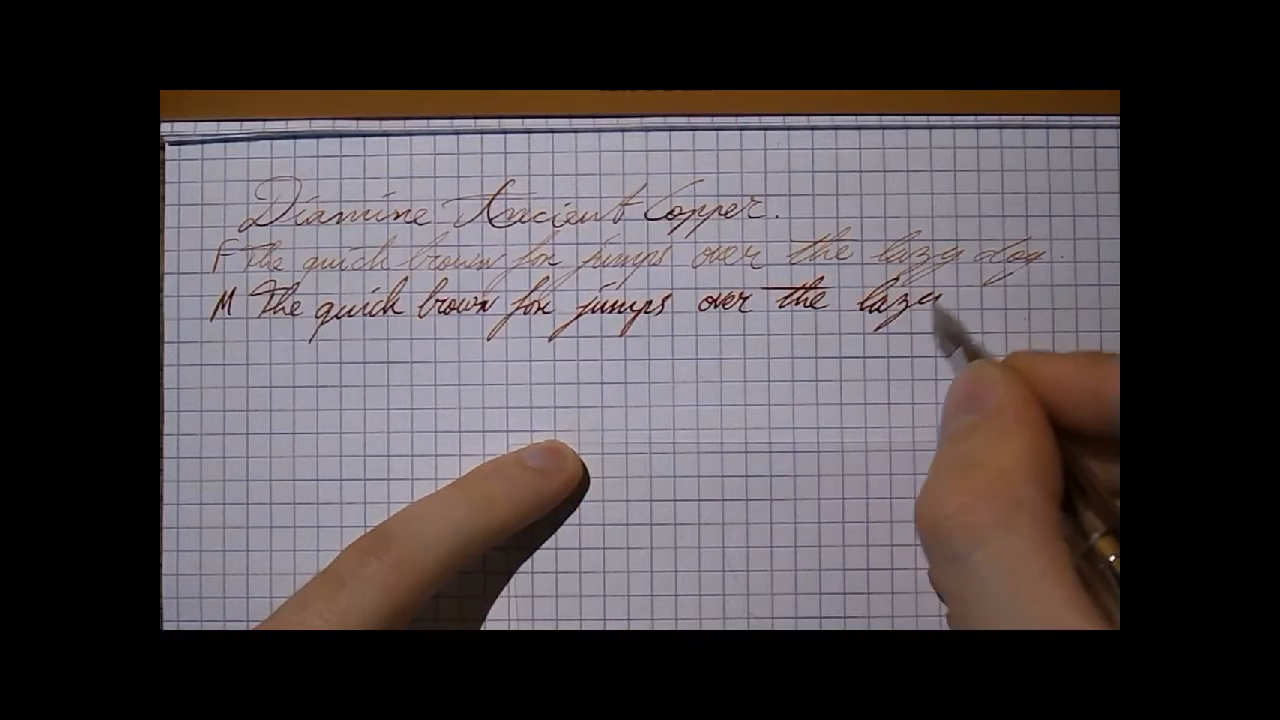 Diamine Ancient Copper.
F The quick brown fox jumps over the lazy dog.
M The quick brown fox jumps over the lazy